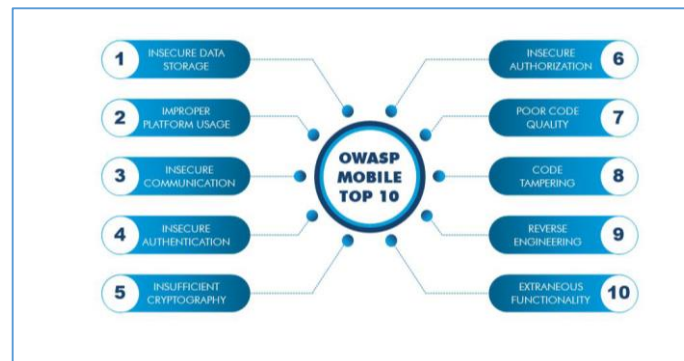 1
INSECURE DATA
STORAGE
2
IMPROPER
PLATFORM USAGE
3
INSECURE
COMMUNICATION
4
INSECURE
AUTHENTICATION
5
INSUFFICIENT
CRYPTOGRAPHY
OWASP
MOBILE
TOP 10
INSECURE
AUTHORIZATION
6
POOR CODE
QUALITY
7
CODE
TAMPERING
8
REVERSE
ENGINEERING
9
EXTRANEOUS
FUNCTIONALITY
10